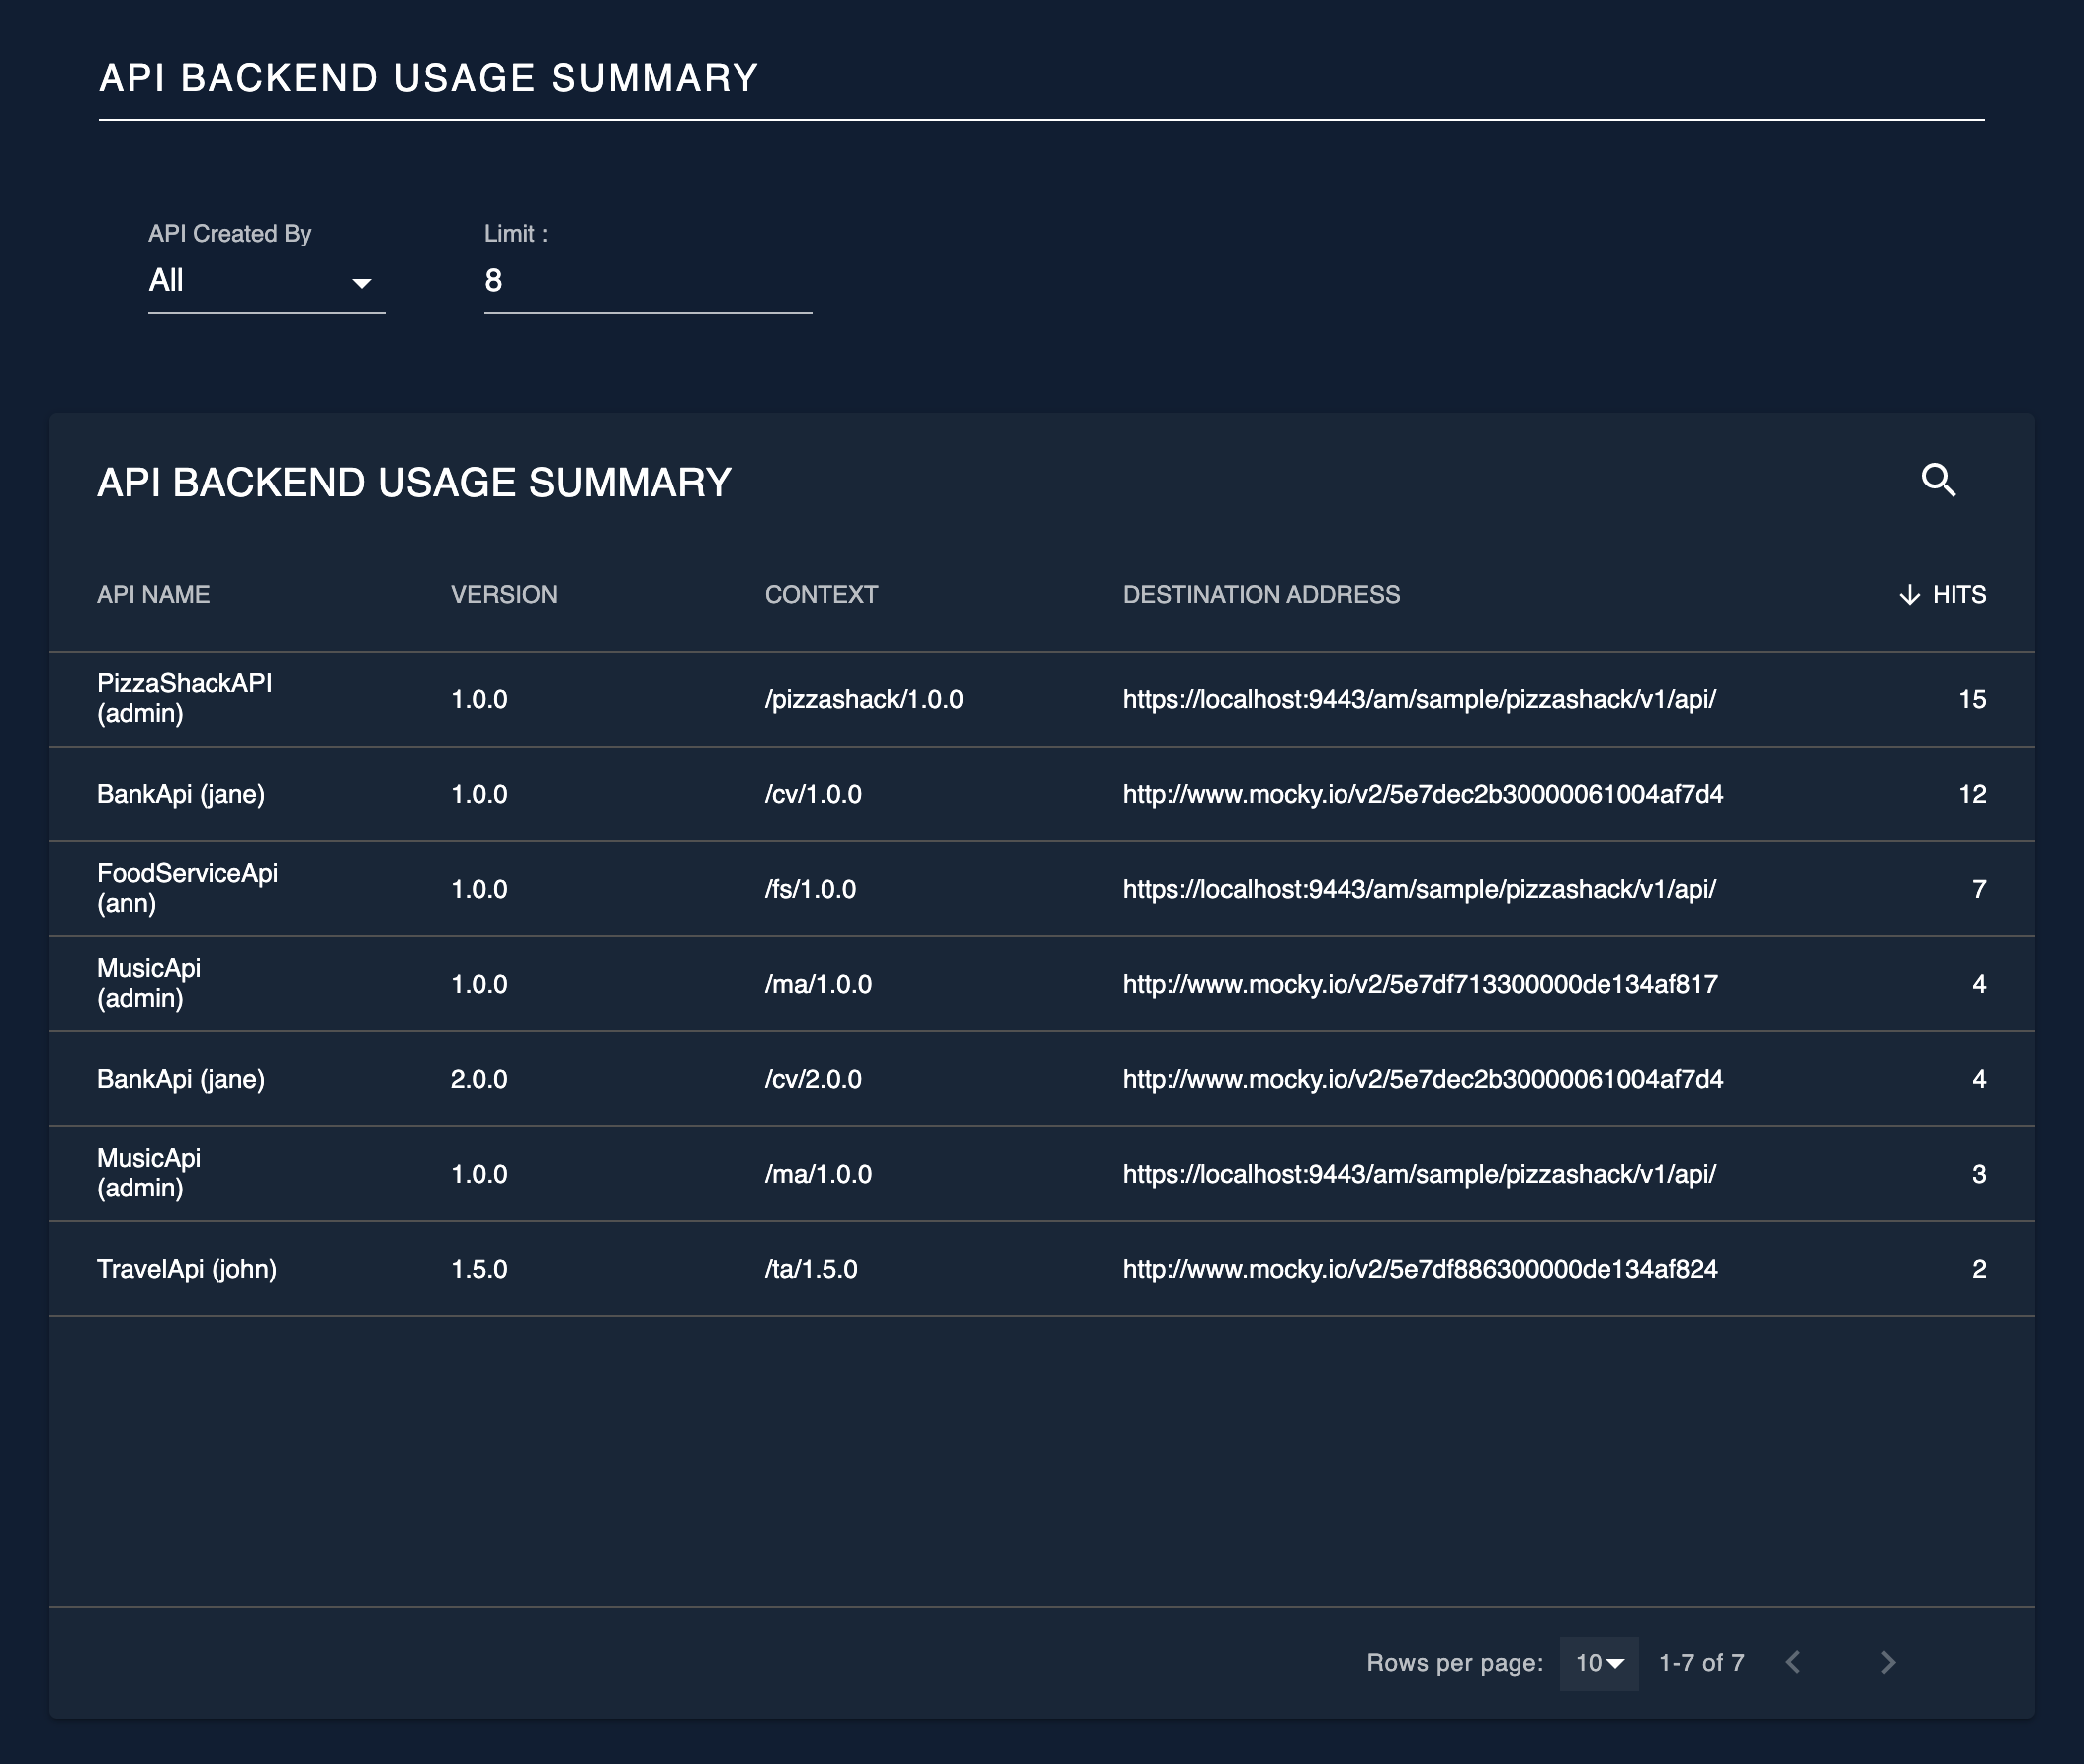 API BACKEND USAGE SUMMARY
API Created By
Limit :
All
8
API BACKEND USAGE SUMMARY
API NAME VERSION CONTEXT DESTINATION ADDRESS HITS
PizzaShackAPI
(admin) 1.0.0 /pizzashack/1.0.0 https://localhost:9443/am/sample/pizzashack/v1/api/ 15
BankApi (jane) 1.0.0 /cv/1.0.0 http://www.mocky.io/v2/5e7dec2b30000061004af7d4 12
FoodServiceApi
(ann) 1.0.0 /fs/1.0.0 https://localhost:9443/am/sample/pizzashack/v1/api/ 7
MusicApi
(admin) 1.0.0 /ma/1.0.0 http://www.mocky.io/v2/5e7df713300000de134af817 4
BankApi (jane) 2.0.0 /cv/2.0.0 http://www.mocky.io/v2/5e7dec2b30000061004af7d4 4
MusicApi
(admin) 1.0.0 /ma/1.0.0 https://localhost:9443/am/sample/pizzashack/v1/api/ 3
TravelApi (john) 1.5.0 /ta/1.5.0 http://www.mocky.io/v2/5e7df886300000de134af824 2
Rows per page: 10 1-7 of 7